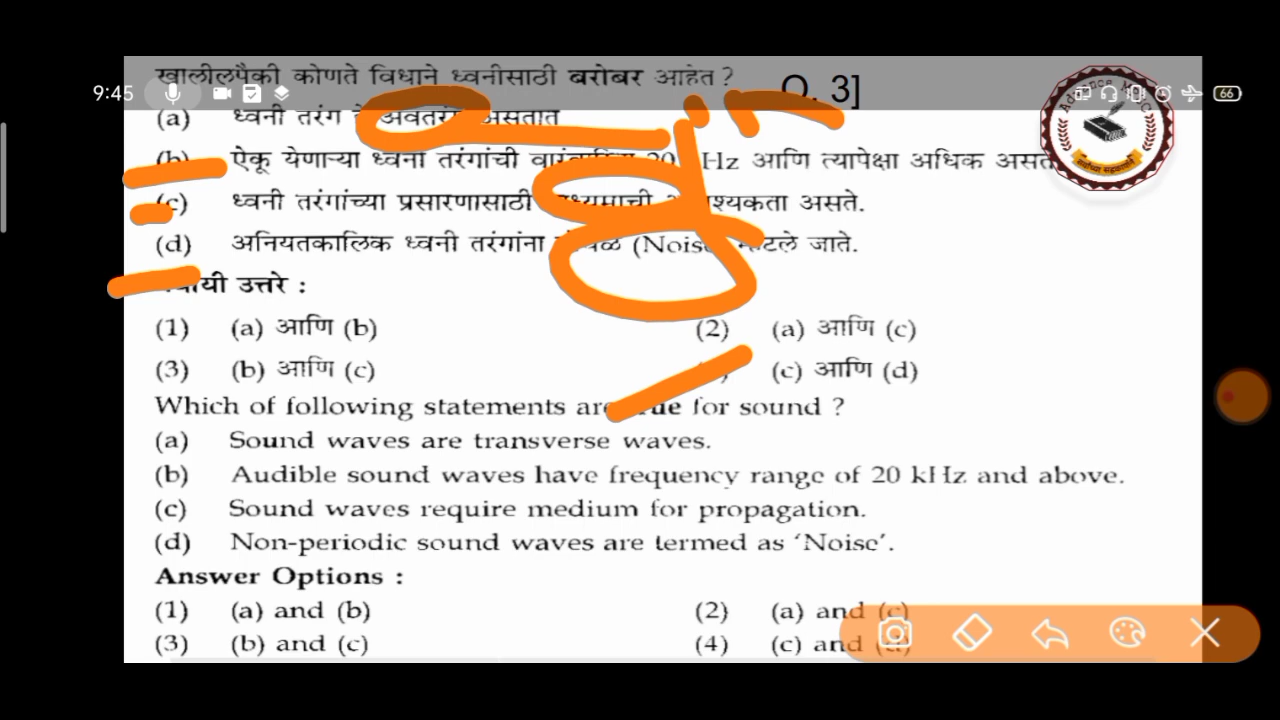 खालीलपैकी कोणते विधाने ध्वनीसाठी बरोबर आहेत ?
Q. 3]
9:45
66
(a) ध्वनी तरंग असतात
(b) ऐकू येणाऱ्या ध्वनी तरंगांची Hz आणि त्यापेक्षा अधिक
(c) ध्वनी तरंगांच्या प्रसारणासाठी असते.
(d) अनियतकालिक ध्वनी तरंगांना (Noise) म्हटले जाते.
उत्तरे :
(1) (a) आणि (b) (2) (a) आणि (c)
(3) (b) आणि (c) (c) आणि (d)
Which of following statements are true for sound ?
(a) Sound waves are transverse waves.
(b) Audible sound waves have frequency range of 20 kHz and above.
(c) Sound waves require medium for propagation.
(d) Non-periodic sound waves are termed as ‘Noise’.
Answer Options :
(1) (a) and (b) (2) (a) and (c)
(3) (b) and (c) (4) (c) and (d)